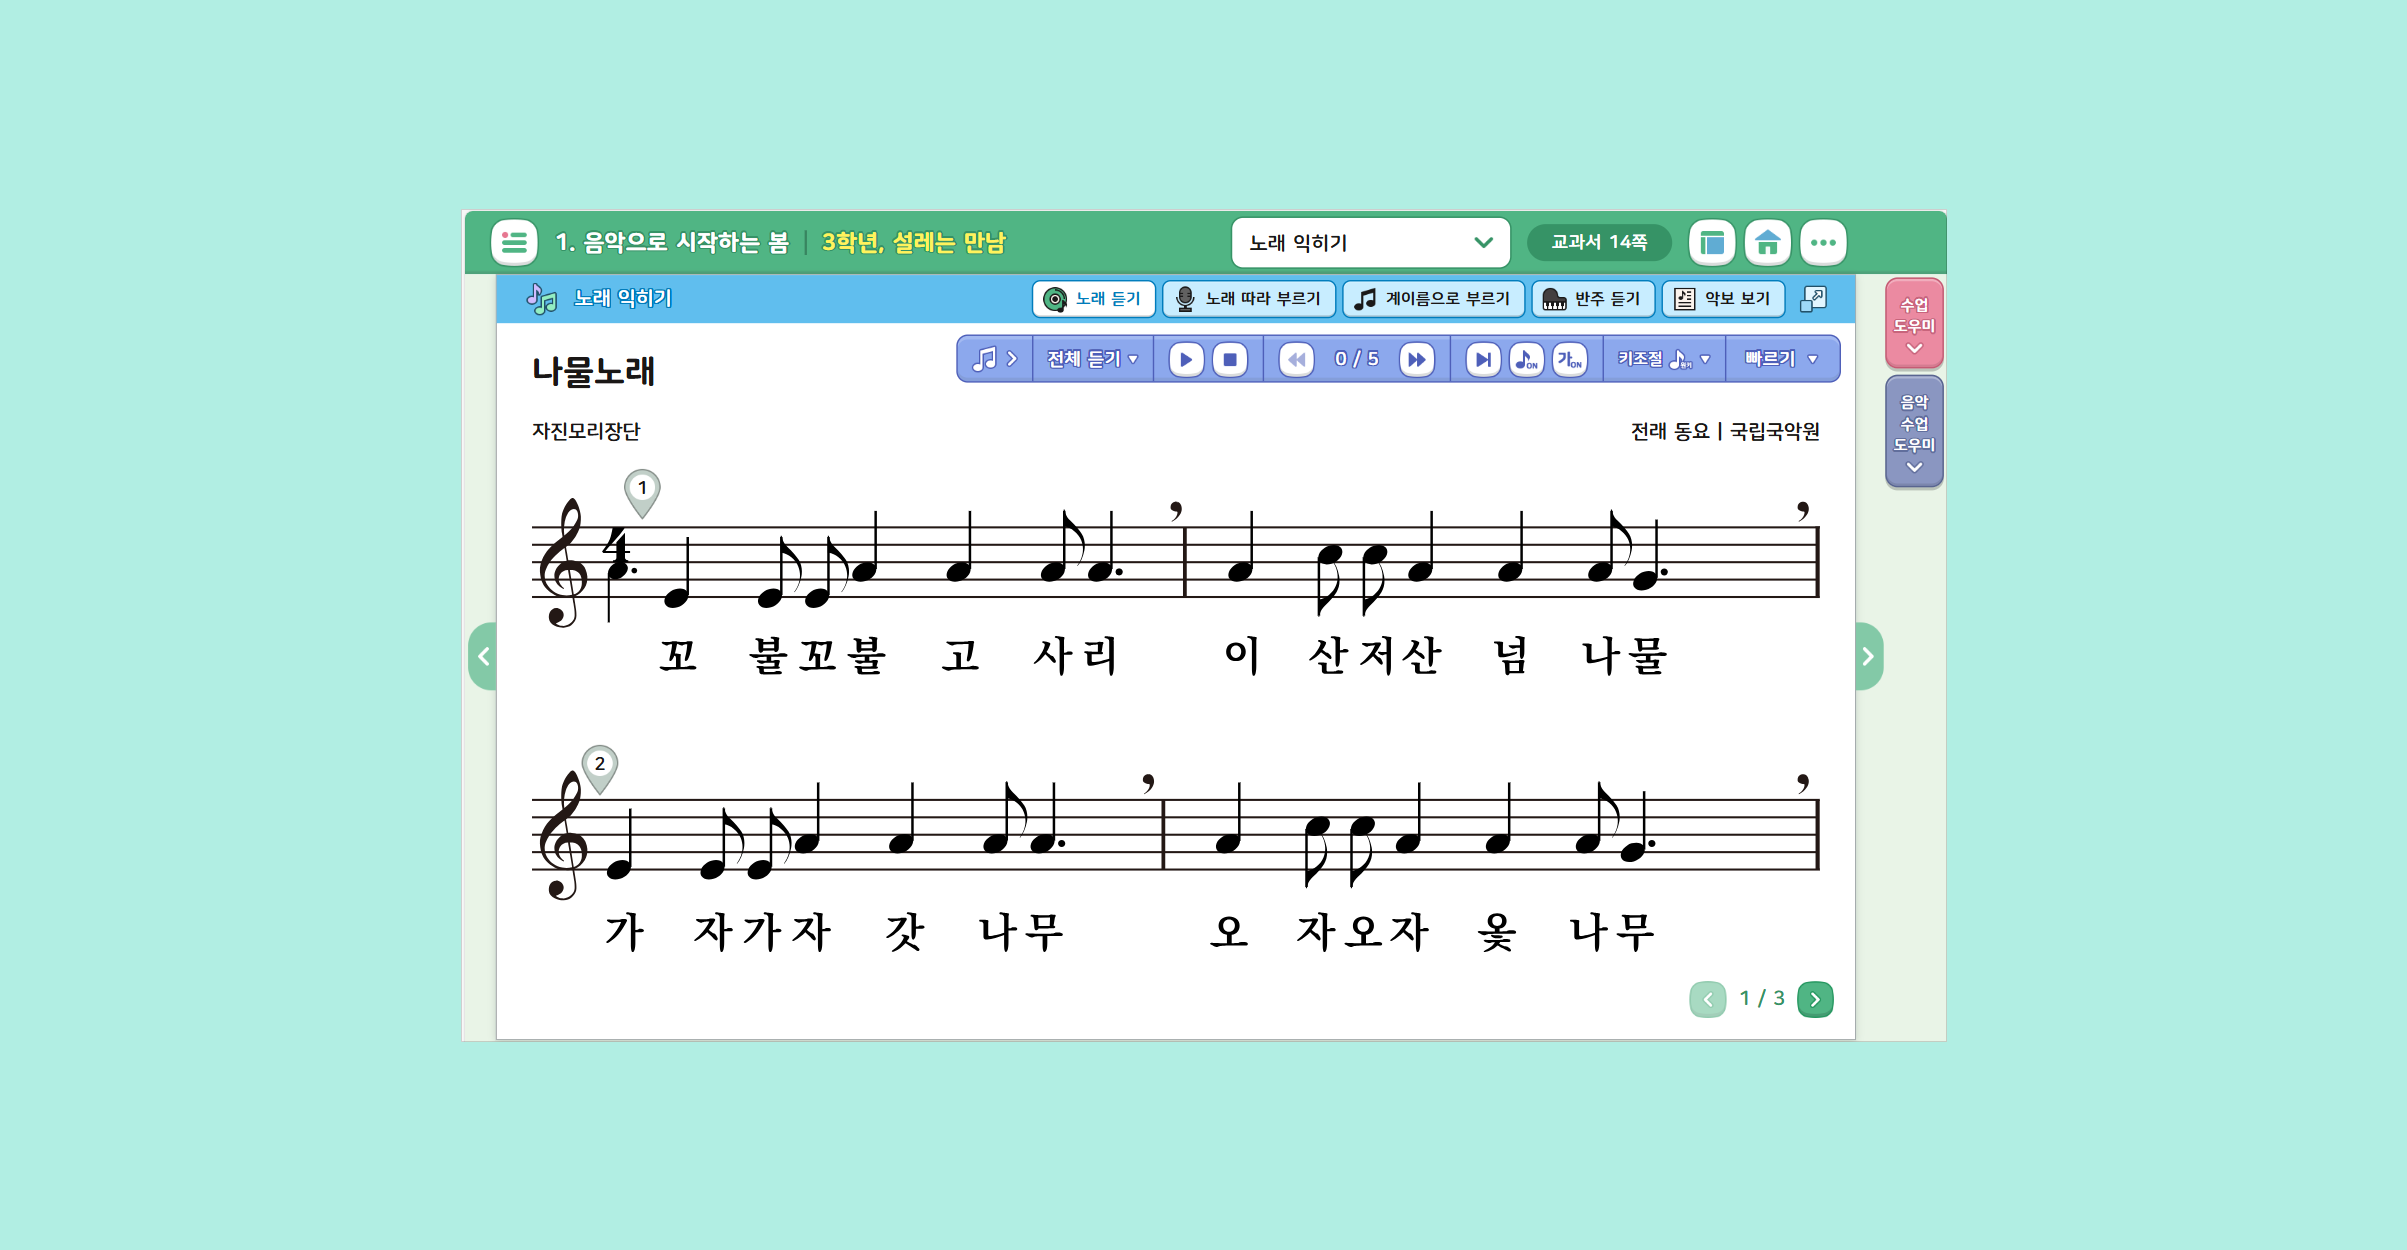 1. 음악으로 시작하는 봄 | 3학년, 설레는 만남
노래 익히기
교과서 14쪽
노래 익히기
노래 듣기
노래 따라 부르기
계이름으로 부르기
반주 듣기
악보 보기
수업
도우미
음악
수업
도우미
나물노래
전체 듣기
0 / 5
ON
가ON
키조절
빠르기
자진모리장단
전래 동요 | 국립국악원
1
4
꼬 불꼬불 고 사리 이 산저산 넘 나물
2
가 자가자 갓 나무 오 자오자 옻 나무
1 / 3